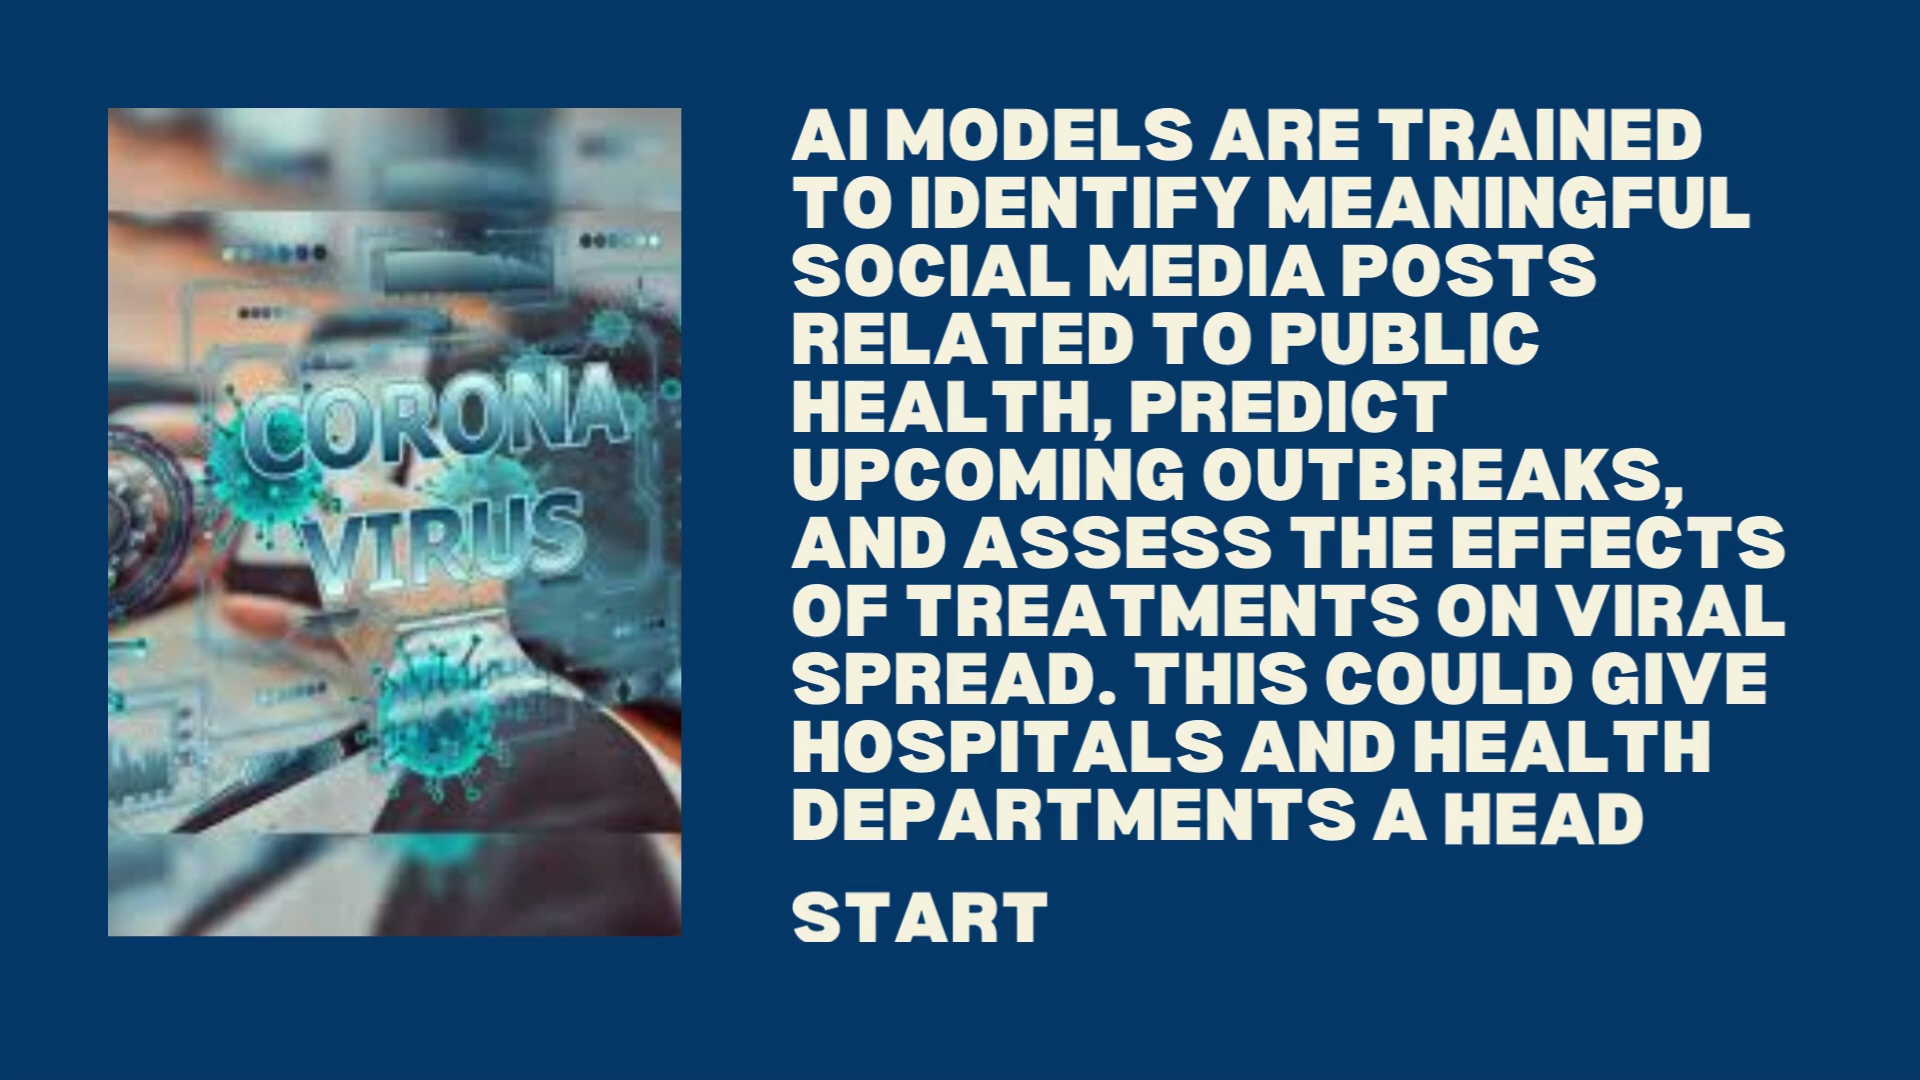 CORONA
VIRUS
AI MODELS ARE TRAINED
TO IDENTIFY MEANINGFUL
SOCIAL MEDIA POSTS
RELATED TO PUBLIC
HEALTH, PREDICT
UPCOMING OUTBREAKS,
AND ASSESS THE EFFECTS
OF TREATMENTS ON VIRAL
SPREAD. THIS COULD GIVE
HOSPITALS AND HEALTH
DEPARTMENTS A HEAD
START